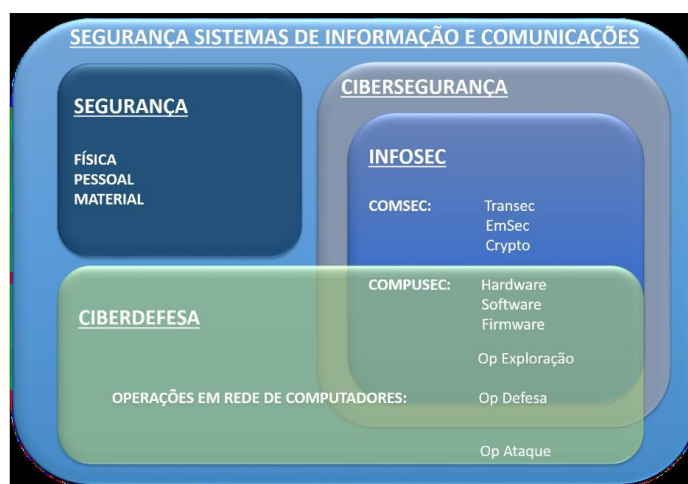 SEGURANÇA SISTEMAS DE INFORMAÇÃO E COMUNICAÇÕES
SEGURANÇA
FÍSICA
PESSOAL
MATERIAL
CIBERSEGURANÇA
INFOSEC
COMSEC: Transec
EmSec
Crypto
COMPUSEC: Hardware
Software
Firmware
CIBERDEFESA
Op Exploração
OPERAÇÕES EM REDE DE COMPUTADORES: Op Defesa
Op Ataque